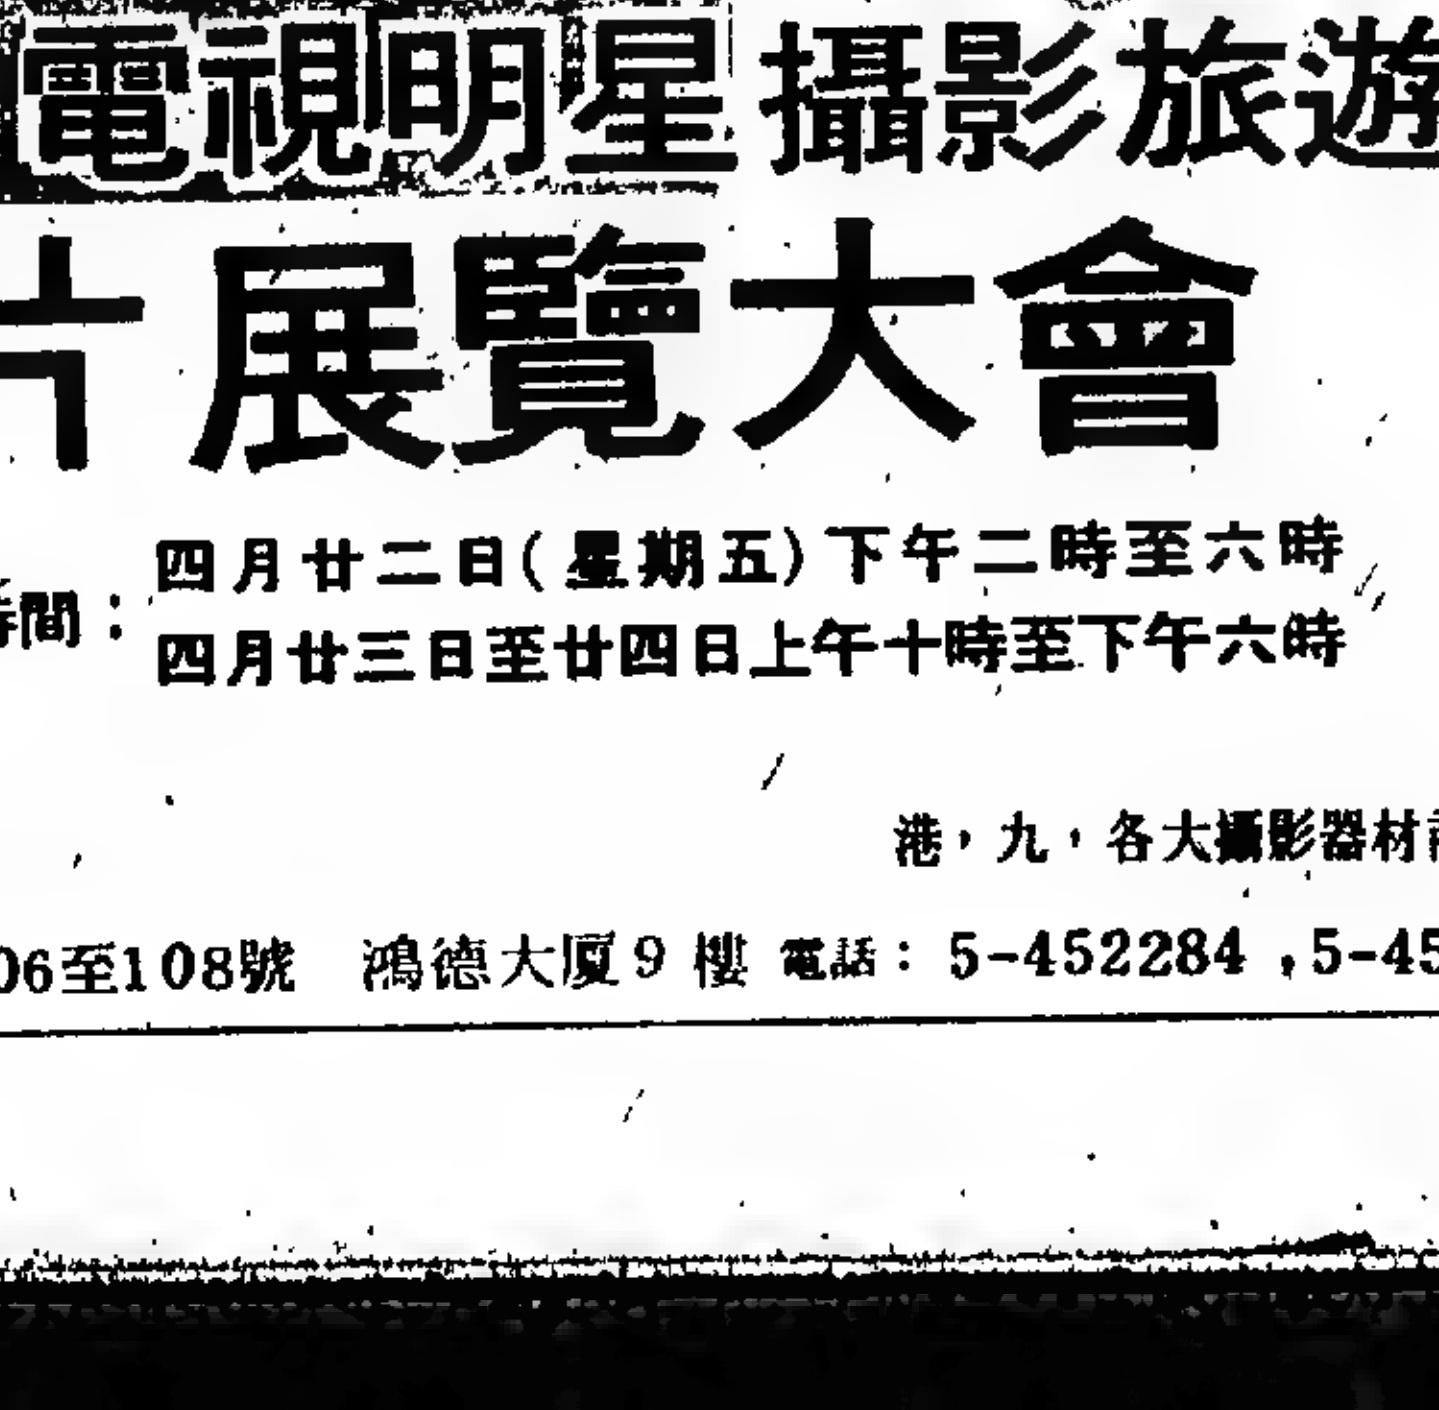 電視明星攝影旅遊
片展覽大會
時間：
四月廿二日(星期五)下午二時至六時
四月廿三日至廿四日上午十時至下午六時
港，九，各大攝影器材
06至108號 鴻德大廈9樓 電話：5-452284 ,5-45